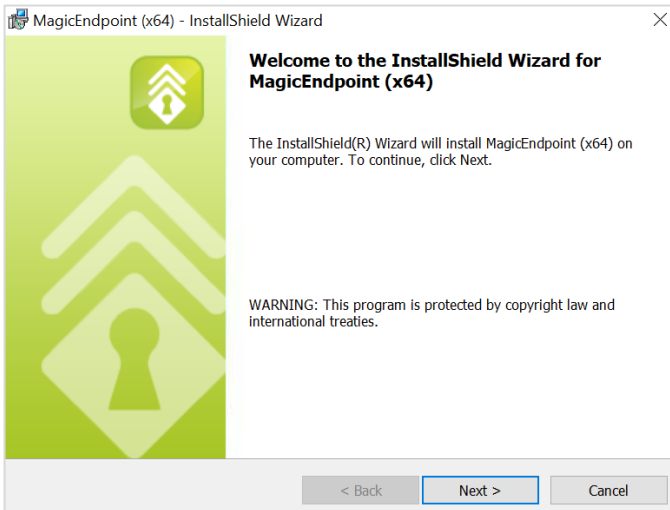 MagicEndpoint (x64) - InstallShield Wizard
Welcome to the InstallShield Wizard for
MagicEndpoint (x64)
The InstallShield(R) Wizard will install MagicEndpoint (x64) on
your computer. To continue, click Next.
WARNING: This program is protected by copyright law and
international treaties.
< Back Next > Cancel